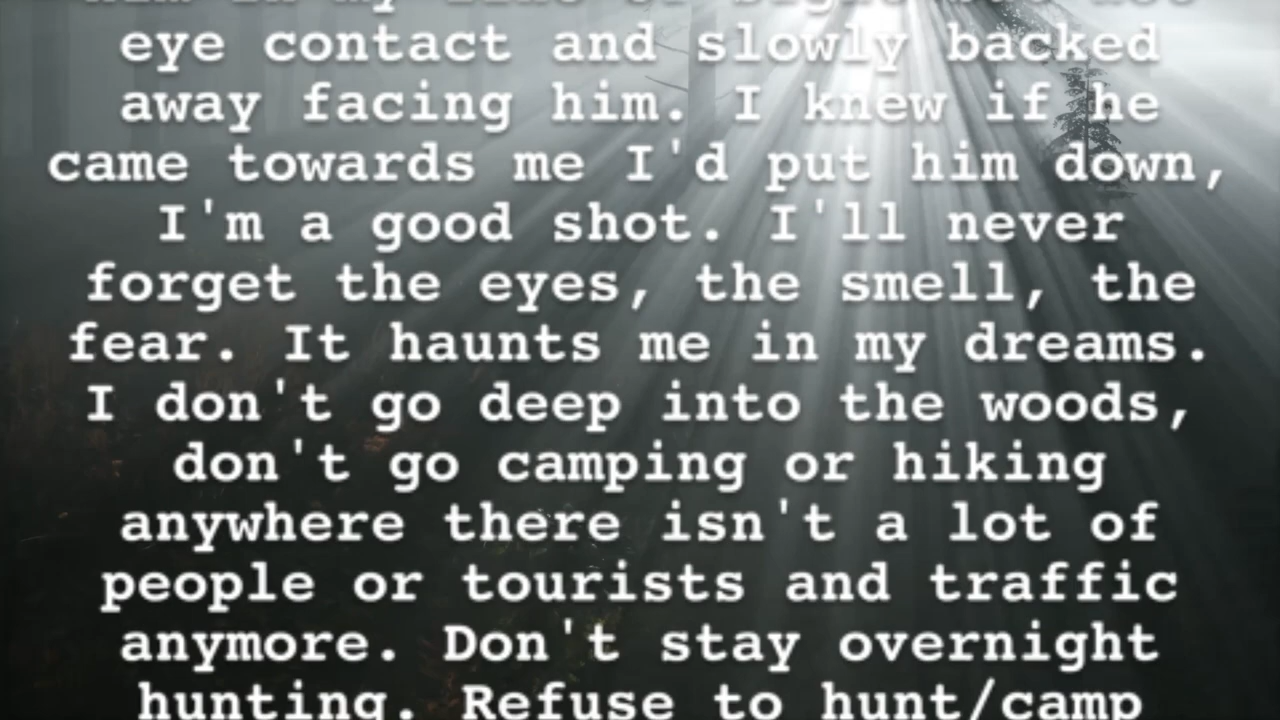 eye contact and slowly backed
away facing him. I knew if he
came towards me I'd put him down,
I'm a good shot. I'll never
forget the eyes, the smell, the
fear. It haunts me in my dreams.
I don't go deep into the woods,
don't go camping or hiking
anywhere there isn't a lot of
people or tourists and traffic
anymore. Don't stay overnight
hunting. Refuse to hunt/camp